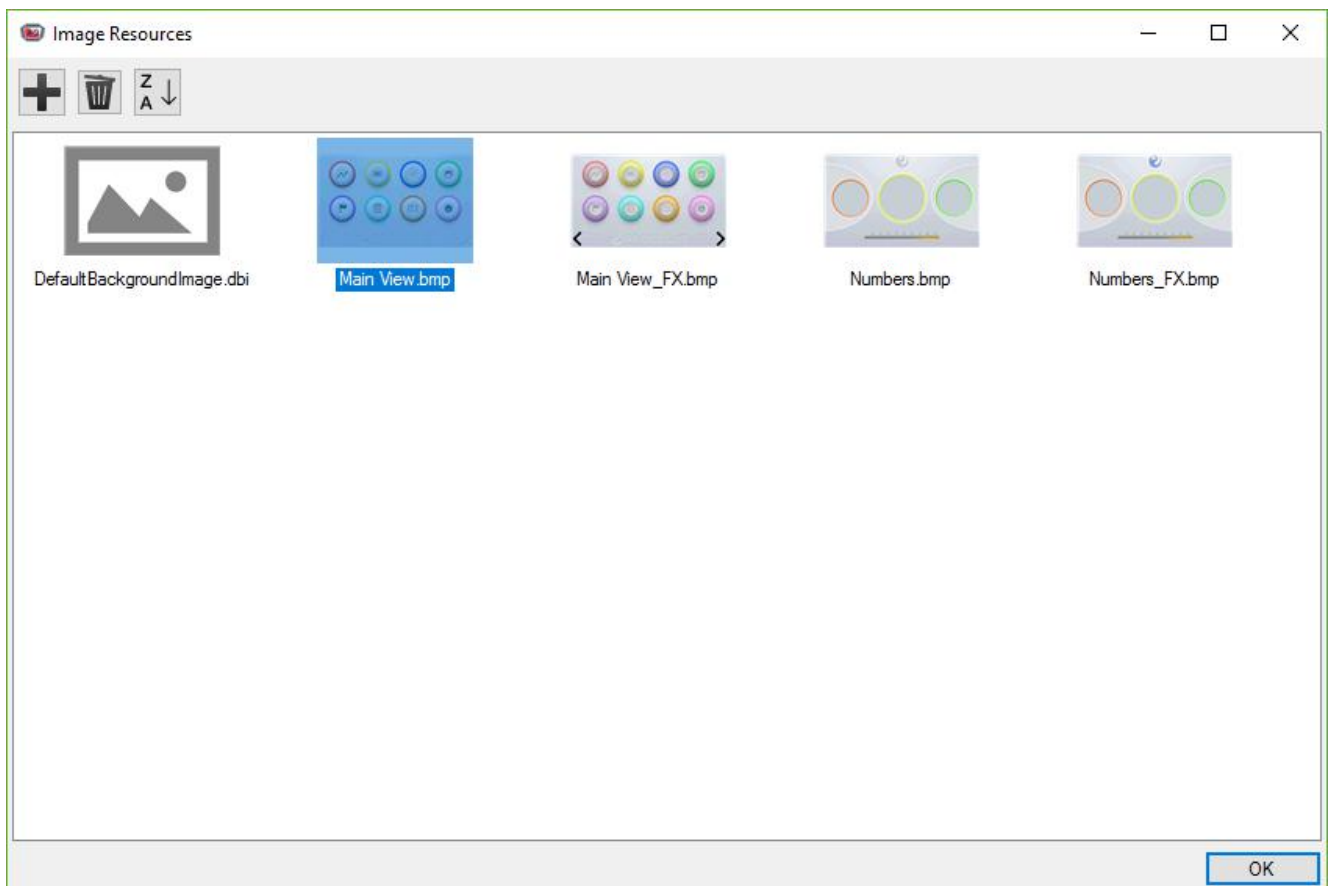 Image Resources
Z
A
DefaultBackgroundImage.dbi
Main View.bmp
Main View_FX.bmp
Numbers.bmp
Numbers_FX.bmp
OK